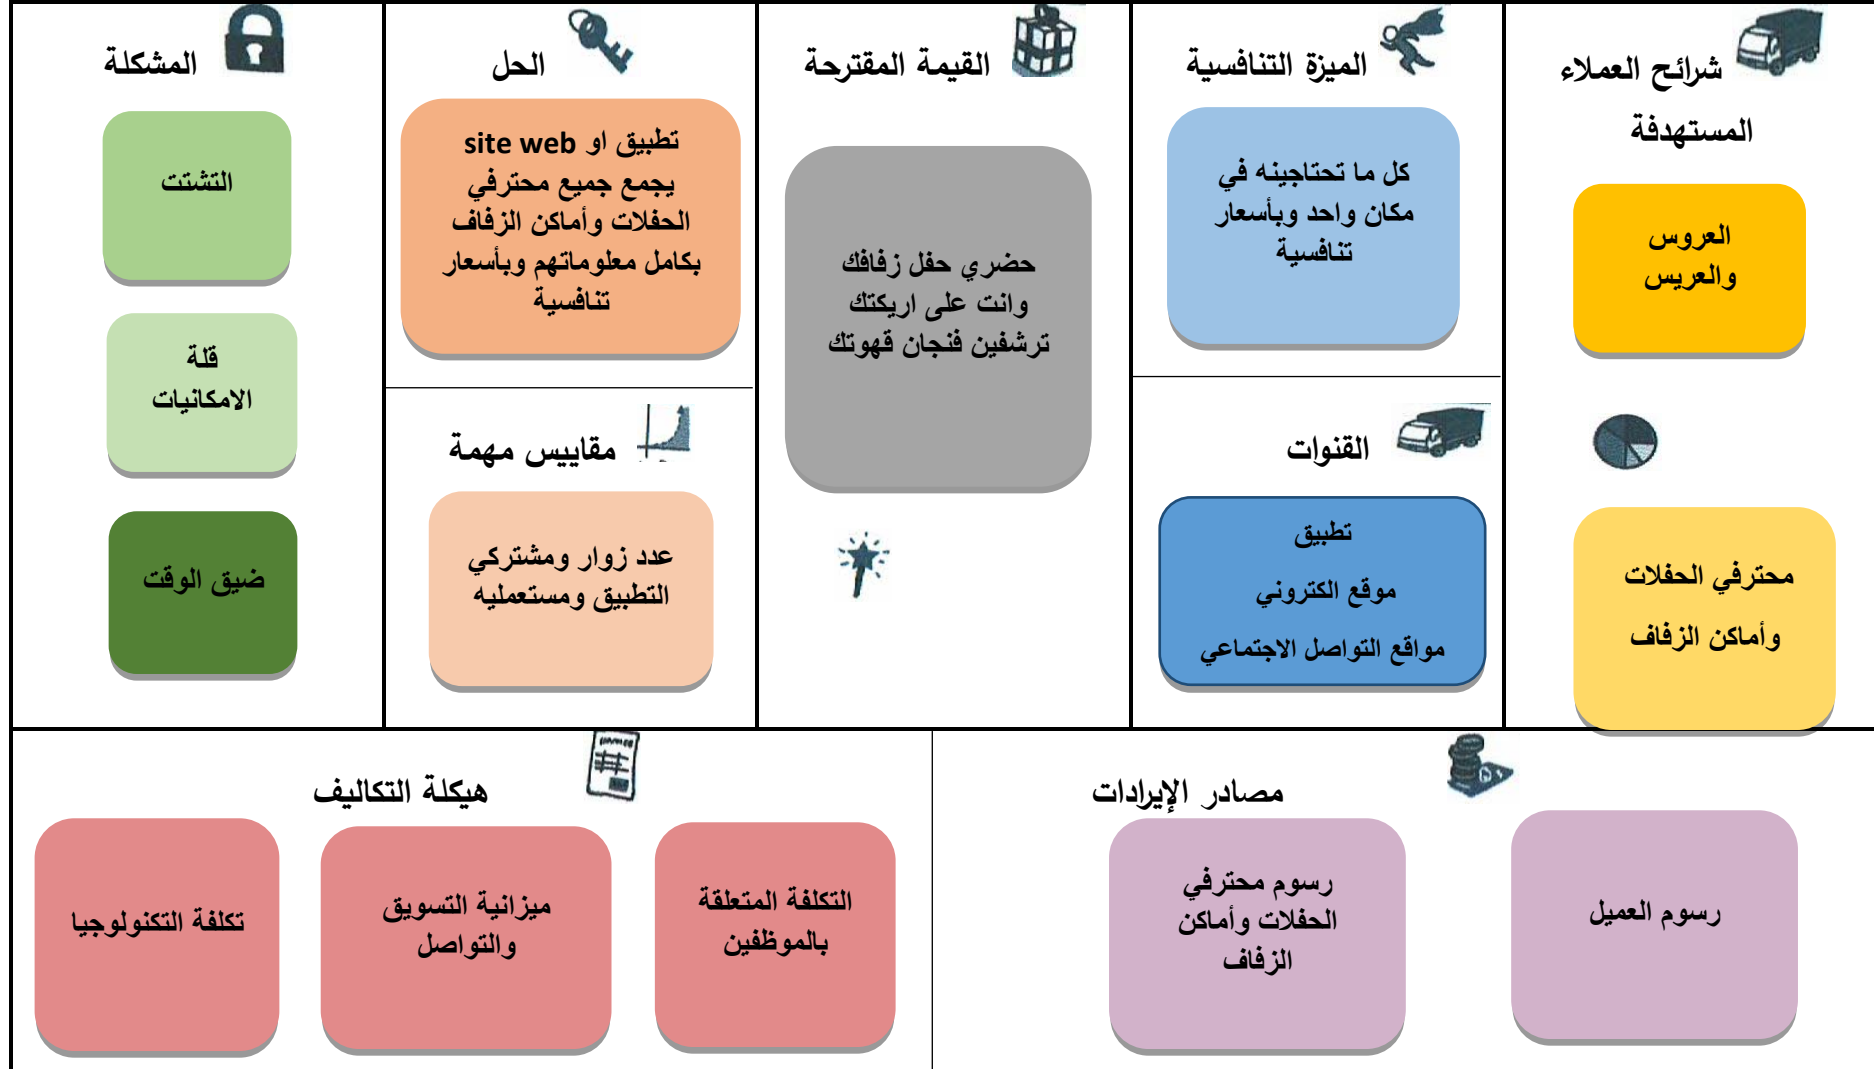 المشكلة
التشتت
قلة
الامكانيات
ضيق الوقت
الحل
تطبيق او site web
يجمع جميع محترفي
الحفلات وأماكن الزفاف
بكامل معلوماتهم وبأسعار
تنافسية
مقاييس مهمة
عدد زوار ومشتركي
التطبيق ومستعمليه
القيمة المقترحة
حضري حفل زفافك
وانت على اريكتك
ترشفين فنجان قهوتك
الميزة التنافسية
كل ما تحتاجينه في
مكان واحد وبأسعار
تنافسية
القنوات
تطبيق
موقع الكتروني
مواقع التواصل الاجتماعي
شرائح العملاء
المستهدفة
العروس
والعريس
محترفي الحفلات
وأماكن الزفاف
هيكلة التكاليف
تكلفة التكنولوجيا
ميزانية التسويق
والتواصل
التكلفة المتعلقة
بالموظفين
مصادر الإيرادات
رسوم محترفي
الحفلات وأماكن
الزفاف
رسوم العميل